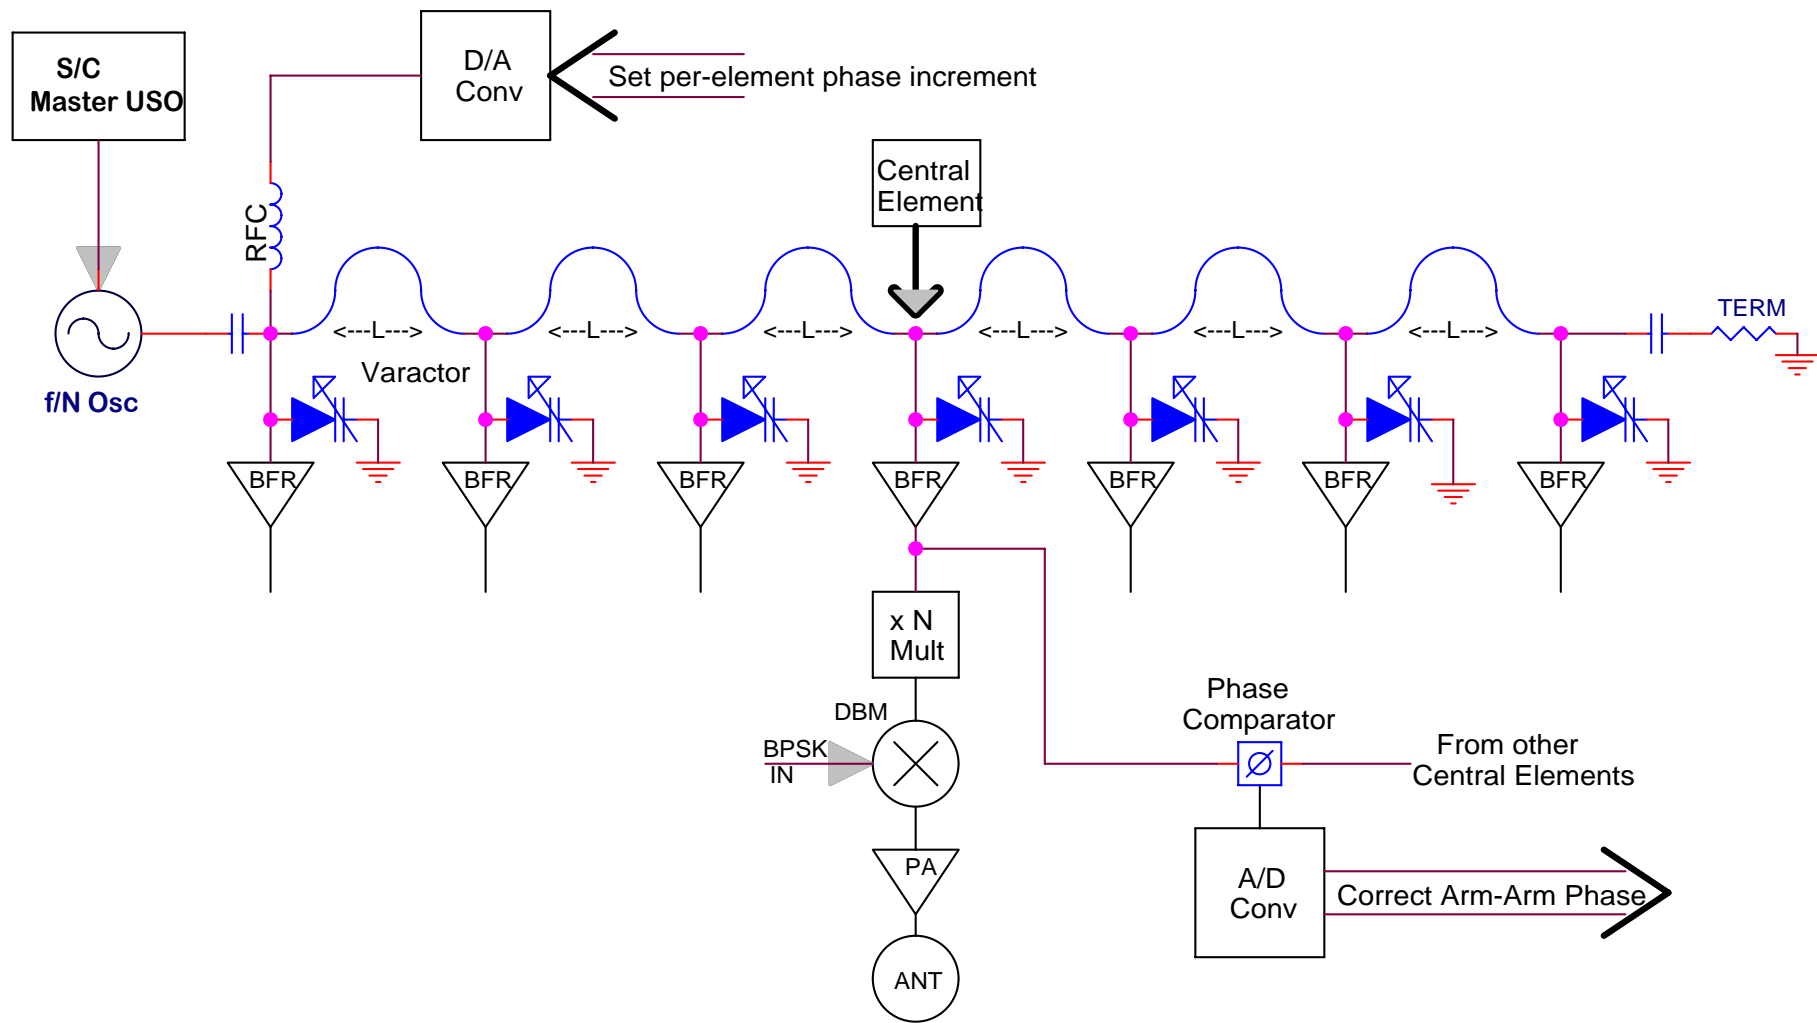 S/C
Master USO
D/A
Conv
Set per-element phase increment
Central
Element
RFC
<---L--->
<---L--->
<---L--->
<---L--->
<---L--->
<---L--->
TERM
f/N Osc
Varactor
BFR
BFR
BFR
BFR
BFR
BFR
BFR
x N
Mult
DBM
BPSK
IN
Phase
Comparator
From other
Central Elements
PA
A/D
Conv
Correct Arm-Arm Phase
ANT